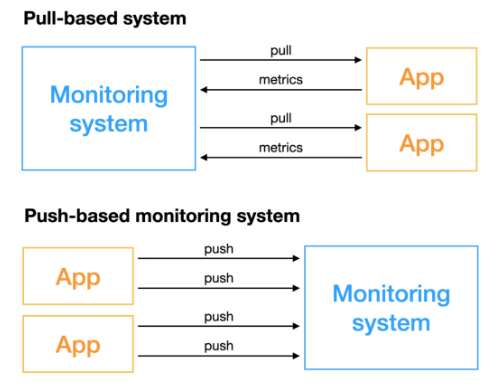 Pull-based system
pull
Monitoring
system
metrics
App
pull
metrics
App
Push-based monitoring system
App
push
push
Monitoring
system
App
push
push